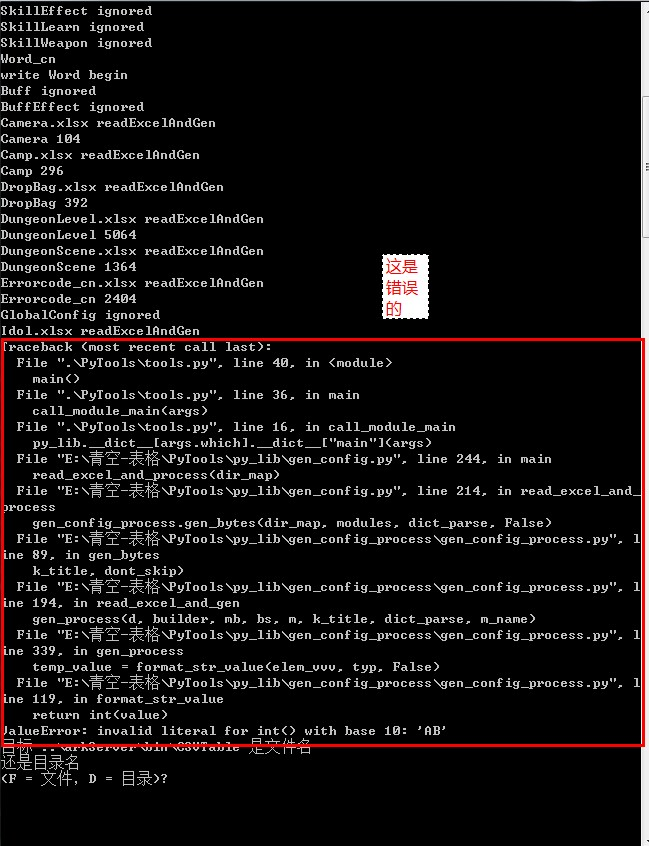 SkillEffect ignored
SkillLearn ignored
SkillWeapon ignored
Word_cn
write Word begin
Buff ignored
BuffEffect ignored
Camera.xlsx readExcelAndGen
Camera 104
Camp.xlsx readExcelAndGen
Camp 296
DropBag.xlsx readExcelAndGen
DropBag 392
DungeonLevel.xlsx readExcelAndGen
DungeonLevel 5064
DungeonScene.xlsx readExcelAndGen
DungeonScene 1364
Errorcode_cn.xlsx readExcelAndGen
Errorcode_cn 2404
GlobalConfig ignored
Idol.xlsx readExcelAndGen
这是
错误
的
Traceback (most recent call last):
  File ".\PyTools\tools.py", line 40, in <module>
    main()
  File ".\PyTools\tools.py", line 36, in main
    call_module_main(args)
  File ".\PyTools\tools.py", line 16, in call_module_main
    py_lib.__dict__[args.which].__dict__["main"](args)
  File "E:\青空-表格\PyTools\py_lib\gen_config.py", line 244, in main
    read_excel_and_process(dir_map)
  File "E:\青空-表格\PyTools\py_lib\gen_config.py", line 214, in read_excel_and_
process
    gen_config_process.gen_bytes(dir_map, modules, dict_parse, False)
  File "E:\青空-表格\PyTools\py_lib\gen_config_process\gen_config_process.py", l
ine 89, in gen_bytes
    k_title, dont_skip)
  File "E:\青空-表格\PyTools\py_lib\gen_config_process\gen_config_process.py", l
ine 194, in read_excel_and_gen
    gen_process(d, builder, mb, bs, m, k_title, dict_parse, m_name)
  File "E:\青空-表格\PyTools\py_lib\gen_config_process\gen_config_process.py", l
ine 339, in gen_process
    temp_value = format_str_value(elem_vvv, typ, False)
  File "E:\青空-表格\PyTools\py_lib\gen_config_process\gen_config_process.py", l
ine 119, in format_str_value
    return int(value)
ValueError: invalid literal for int() with base 10: 'AB'
目标 ..\arkServer\bin\CSVTable 是文件名
还是目录名
(F = 文件, D = 目录)?